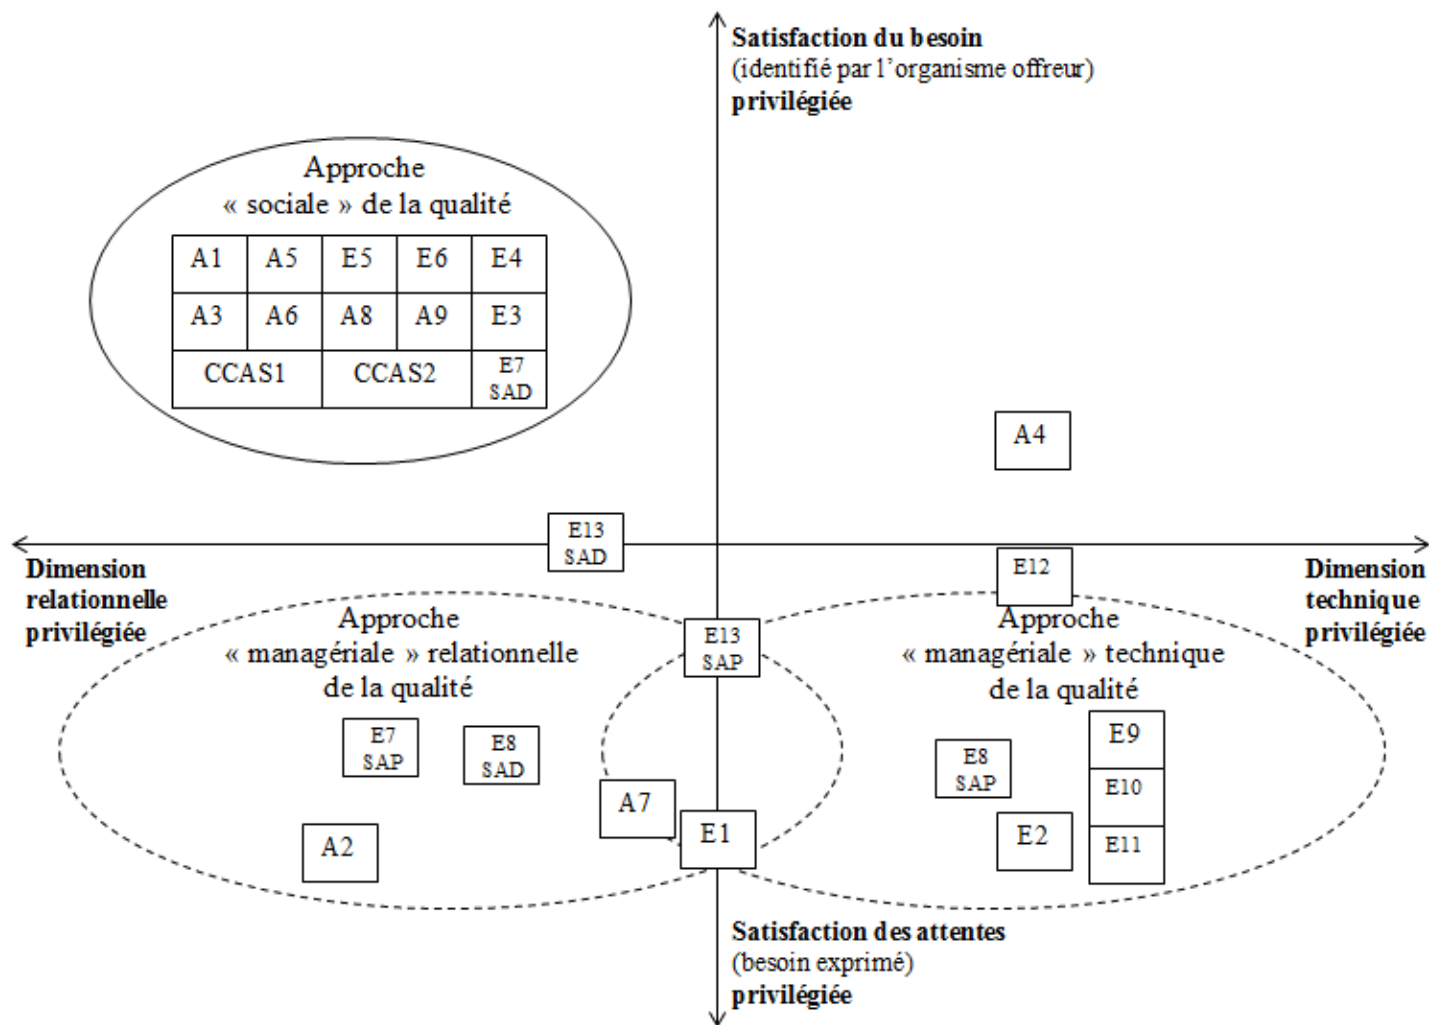 Satisfaction du besoin
(identifié par l'organisme offreur)
privilégiée
Approche
« sociale » de la qualité
A1 A5 E5 E6 E4
A3 A6 A8 A9 E3
CCAS1 CCAS2 E7
SAD
A4
E13
SAD
E12
Dimension
relationnelle
privilégiée
Dimension
technique
privilégiée
Approche
« managériale » relationnelle
de la qualité
E13
SAP
Approche
« managériale » technique
de la qualité
E7
SAP
E8
SAD
E8
SAP
E9
E10
E11
A7
E1
E2
A2
Satisfaction des attentes
(besoin exprimé)
privilégiée